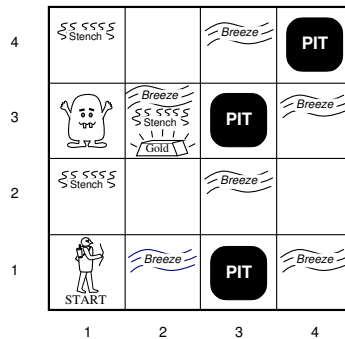 4
Stench
Breeze
PIT
3
Breeze
Stench
Gold
PIT
Breeze
2
Stench
Breeze
1
START
Breeze
PIT
Breeze
1 2 3 4